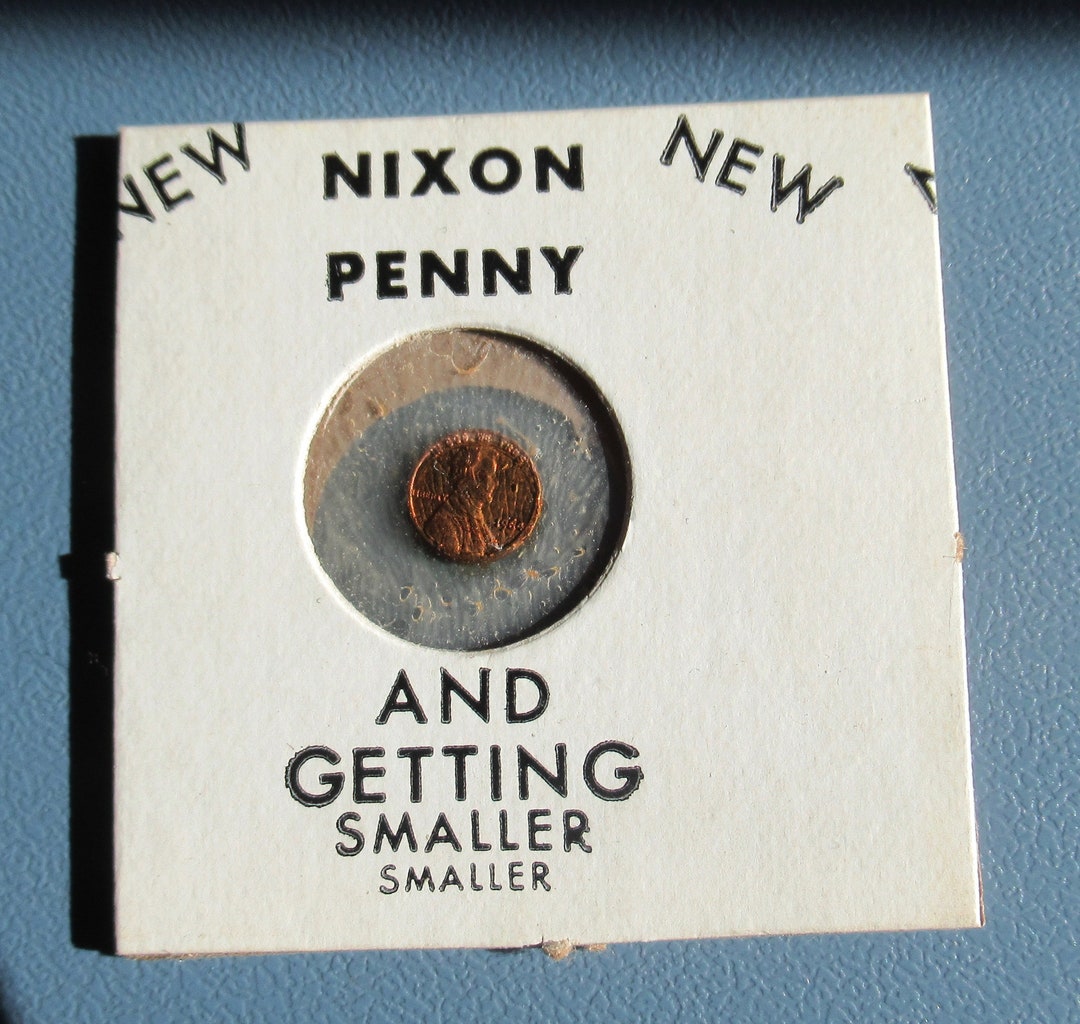 NEW
NIXON
NEW
PENNY
AND
GETTING
SMALLER
SMALLER